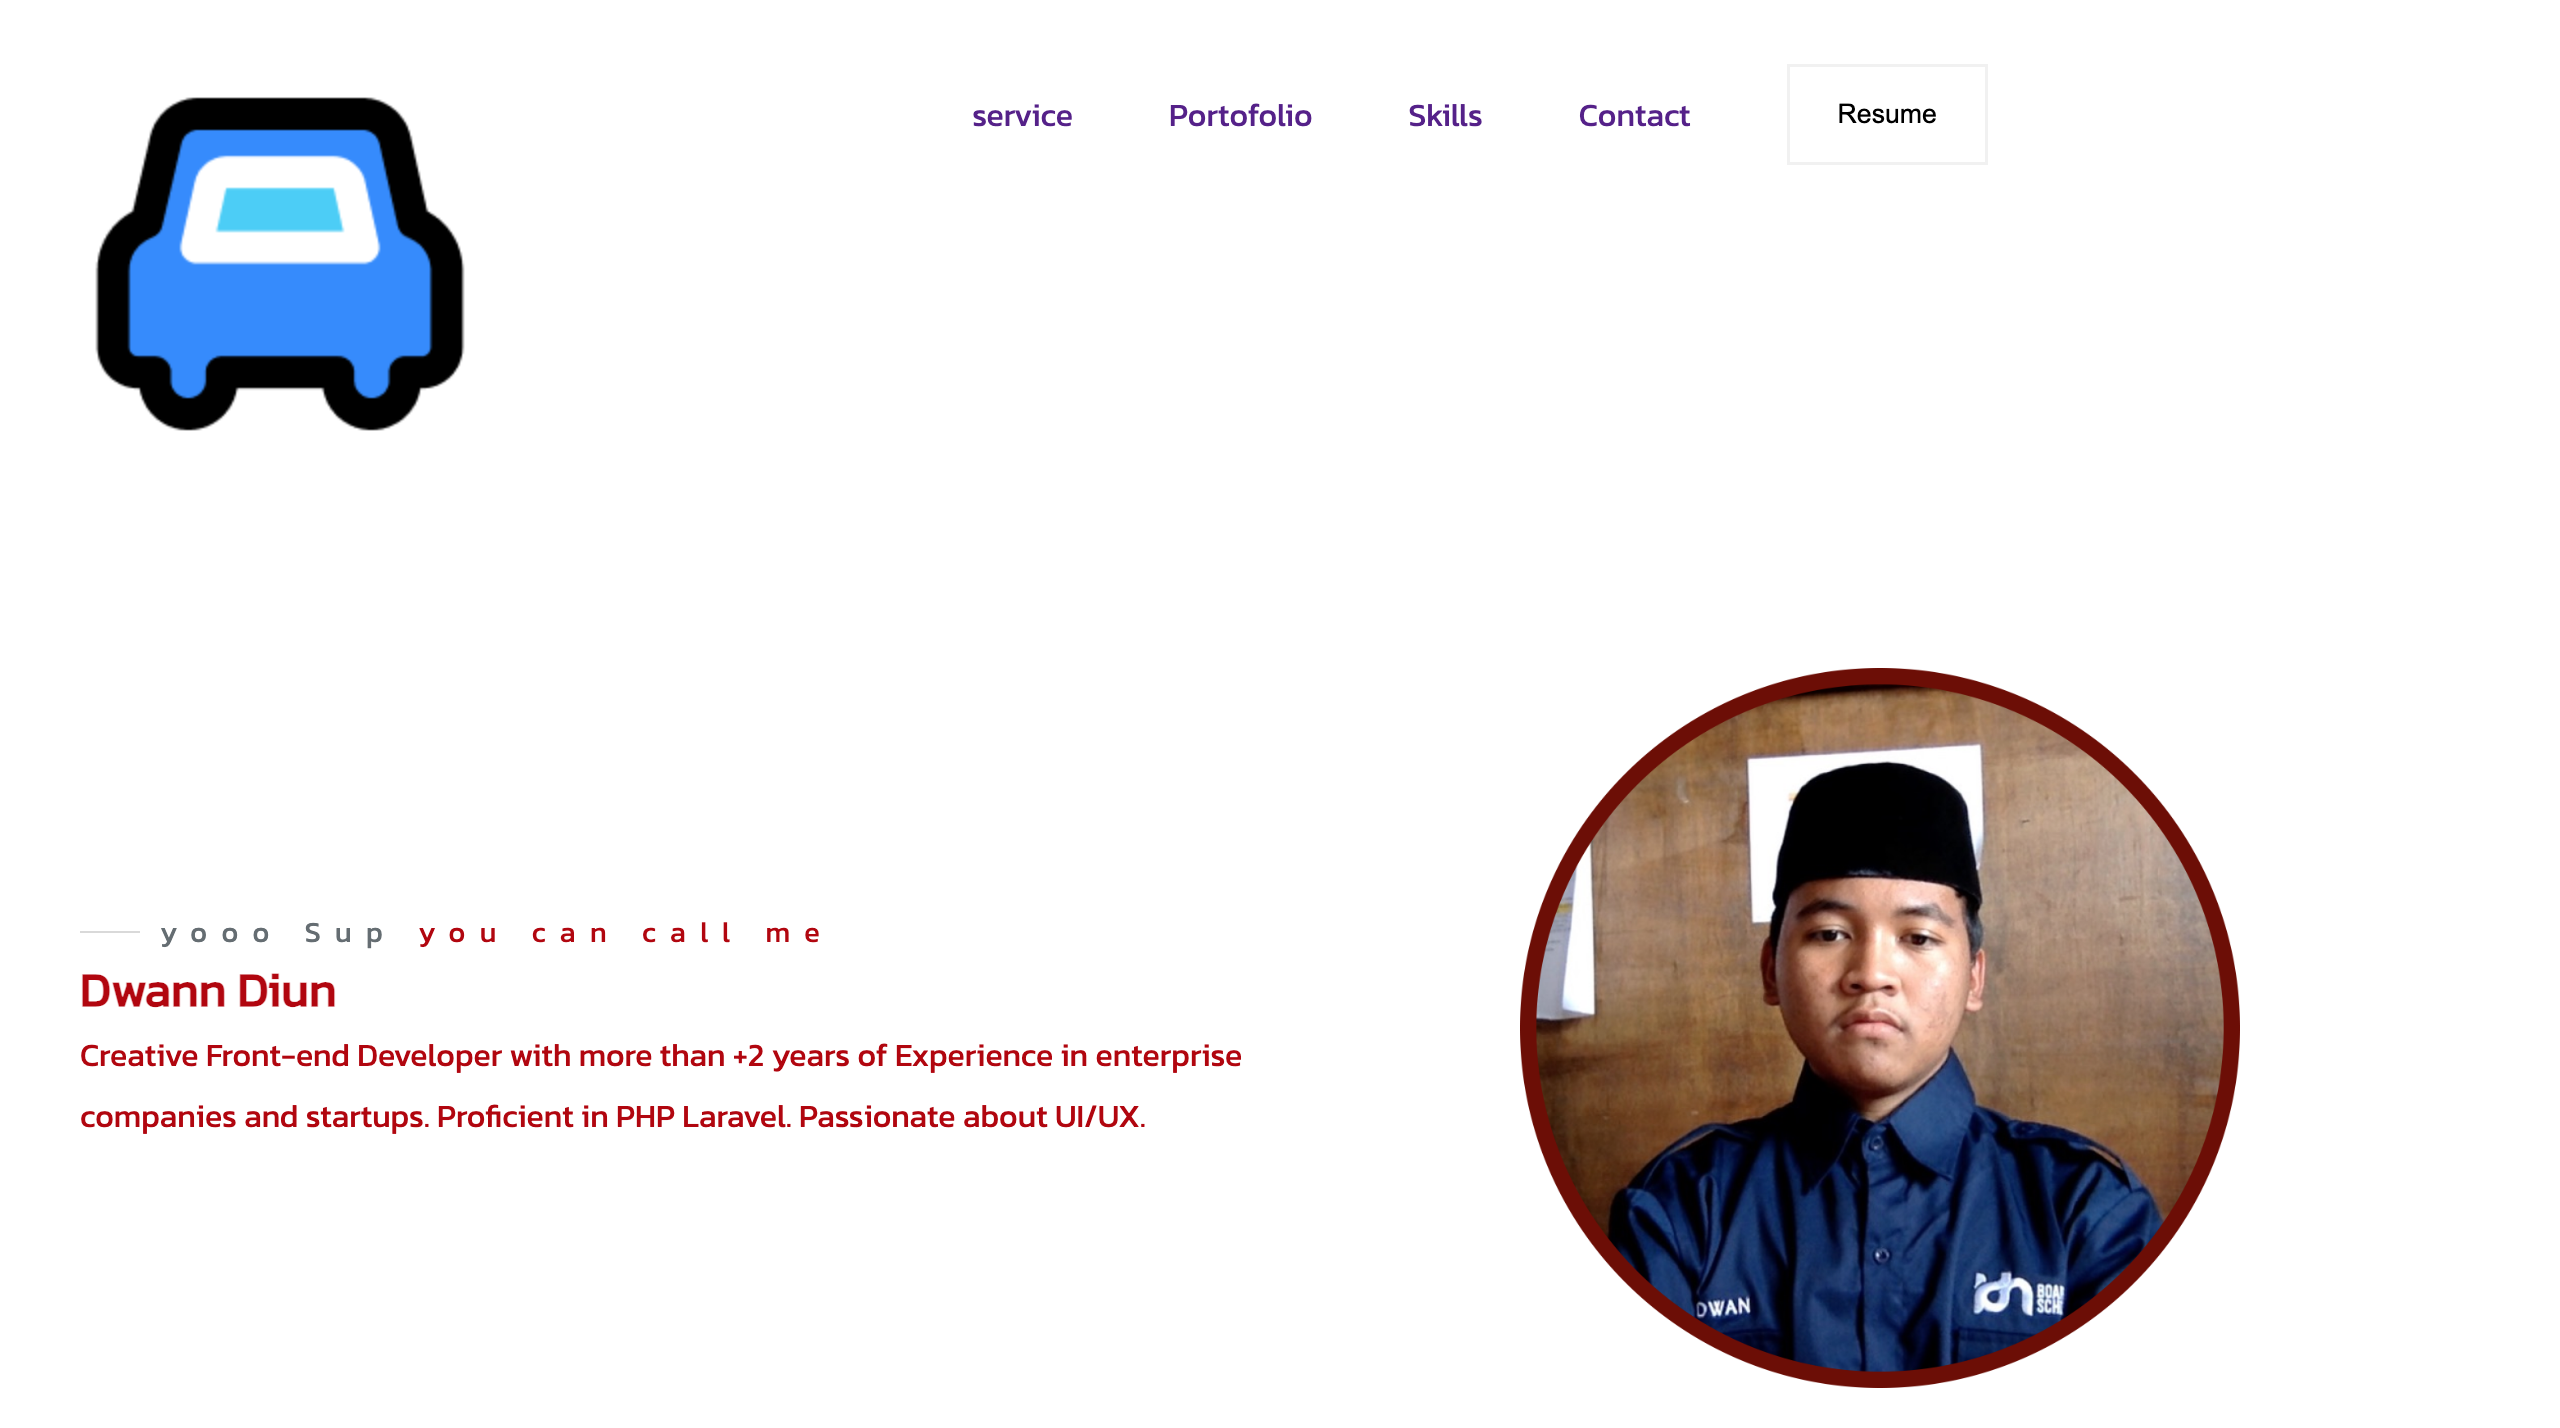 service Portofolio Skills Contact Resume
yooo Sup you can call me
Dwann Diun
Creative Front-end Developer with more than +2 years of Experience in enterprise
companies and startups. Proficient in PHP Laravel. Passionate about UI/UX.
DWAN
idn